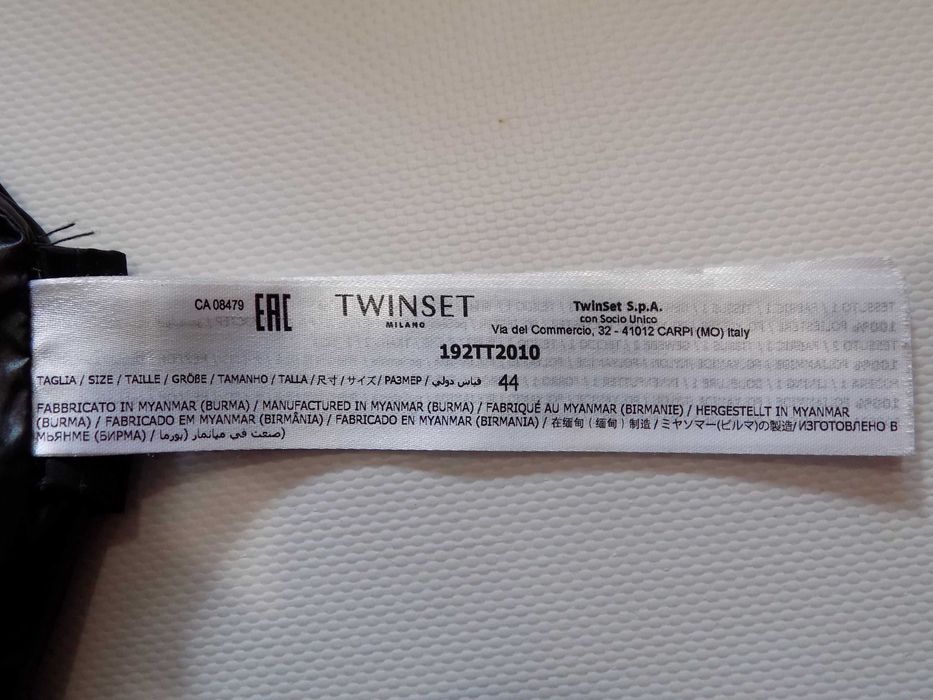 CA 08479 EAC TWINSET
MILANO
TwinSet S.p.A.
con Socio Unico
Via del Commercio, 32 - 41012 CARPI (MO) Italy
192TT2010
TAGLIA / SIZE / TAILLE / GRÖBE / TAMANHO / TALLA / 尺寸 / サイズ / РАЗМЕР / قياس دولي 44
FABBRICATO IN MYANMAR (BURMA) / MANUFACTURED IN MYANMAR (BURMA) / FABRIQUÉ AU MYANMAR (BIRMANIE) / HERGESTELLT IN MYANMAR
(BURMA) / FABRICADO EM MYANMAR (BIRMÂNIA) / FABRICADO EN MYANMAR (BIRMANIA) / 在缅甸（缅甸）制造 / ミャンマー(ビルマ)の製造/ ИЗГОТОВЛЕНО В
МЬЯНМЕ (БИРМА) / صنعت في ميانمار (بورما)